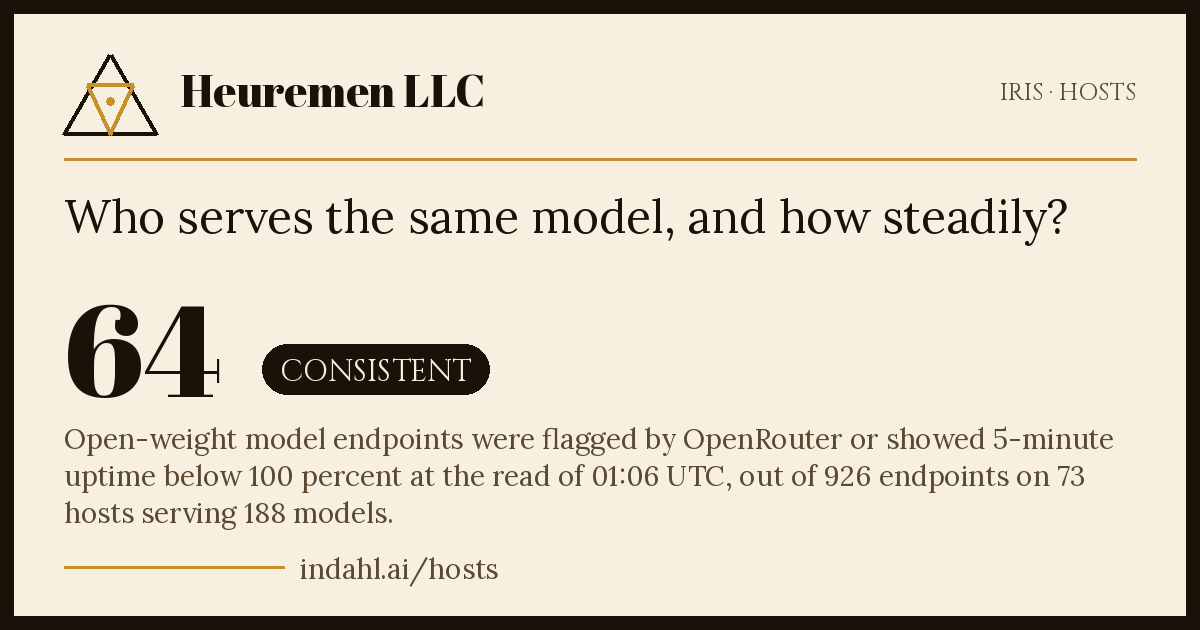 Heuremen LLC
IRIS · HOSTS
Who serves the same model, and how steadily?
64
CONSISTENT
Open-weight model endpoints were flagged by OpenRouter or showed 5-minute
uptime below 100 percent at the read of 01:06 UTC, out of 926 endpoints on 73
hosts serving 188 models.
indahl.ai/hosts